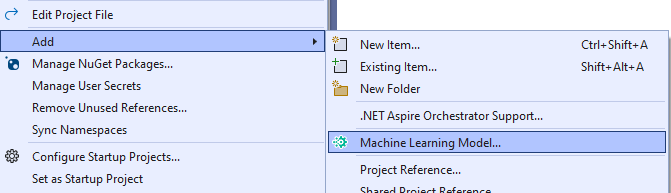 Edit Project File
Add
Manage NuGet Packages...
Manage User Secrets
Remove Unused References...
Sync Namespaces
Configure Startup Projects...
Set as Startup Project
New Item... Ctrl+Shift+A
Existing Item... Shift+Alt+A
New Folder
.NET Aspire Orchestrator Support...
Machine Learning Model...
Project Reference...
Shared Project Reference